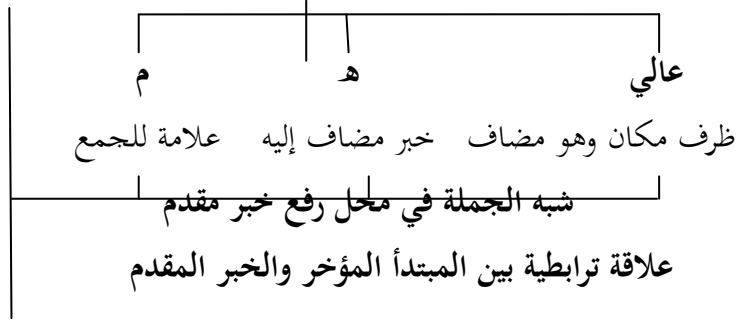 عالي ه م
ظرف مكان وهو مضاف خبر مضاف إليه علامة للجمع
شبه الجملة في محل رفع خبر مقدم
علاقة ترابطية بين المبتدأ المؤخر والخبر المقدم